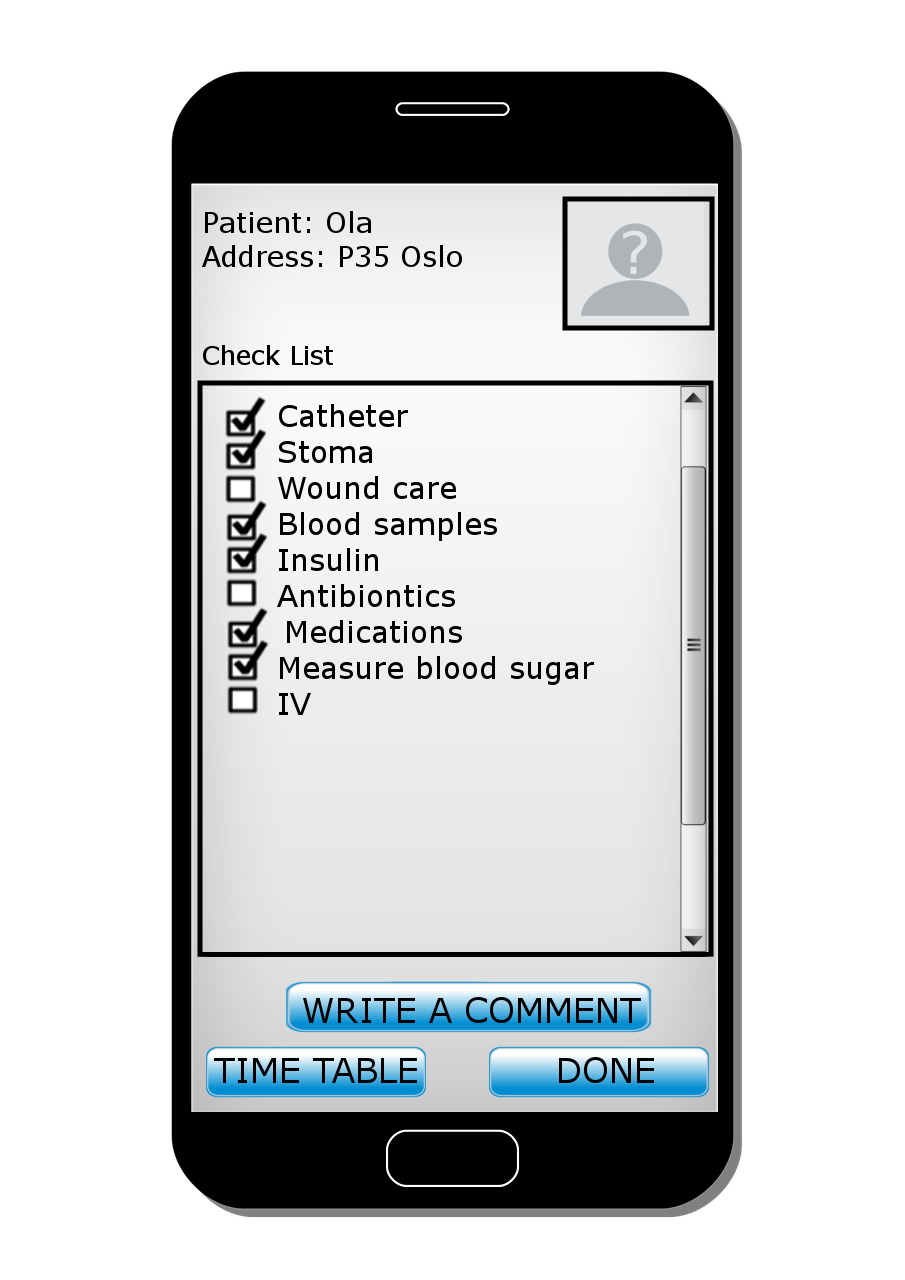 Patient: Ola
Address: P35 Oslo
?
Check List
Catheter
Stoma
Wound care
Blood samples
Insulin
Antibiontics
Medications
Measure blood sugar
IV
WRITE A COMMENT
TIME TABLE
DONE